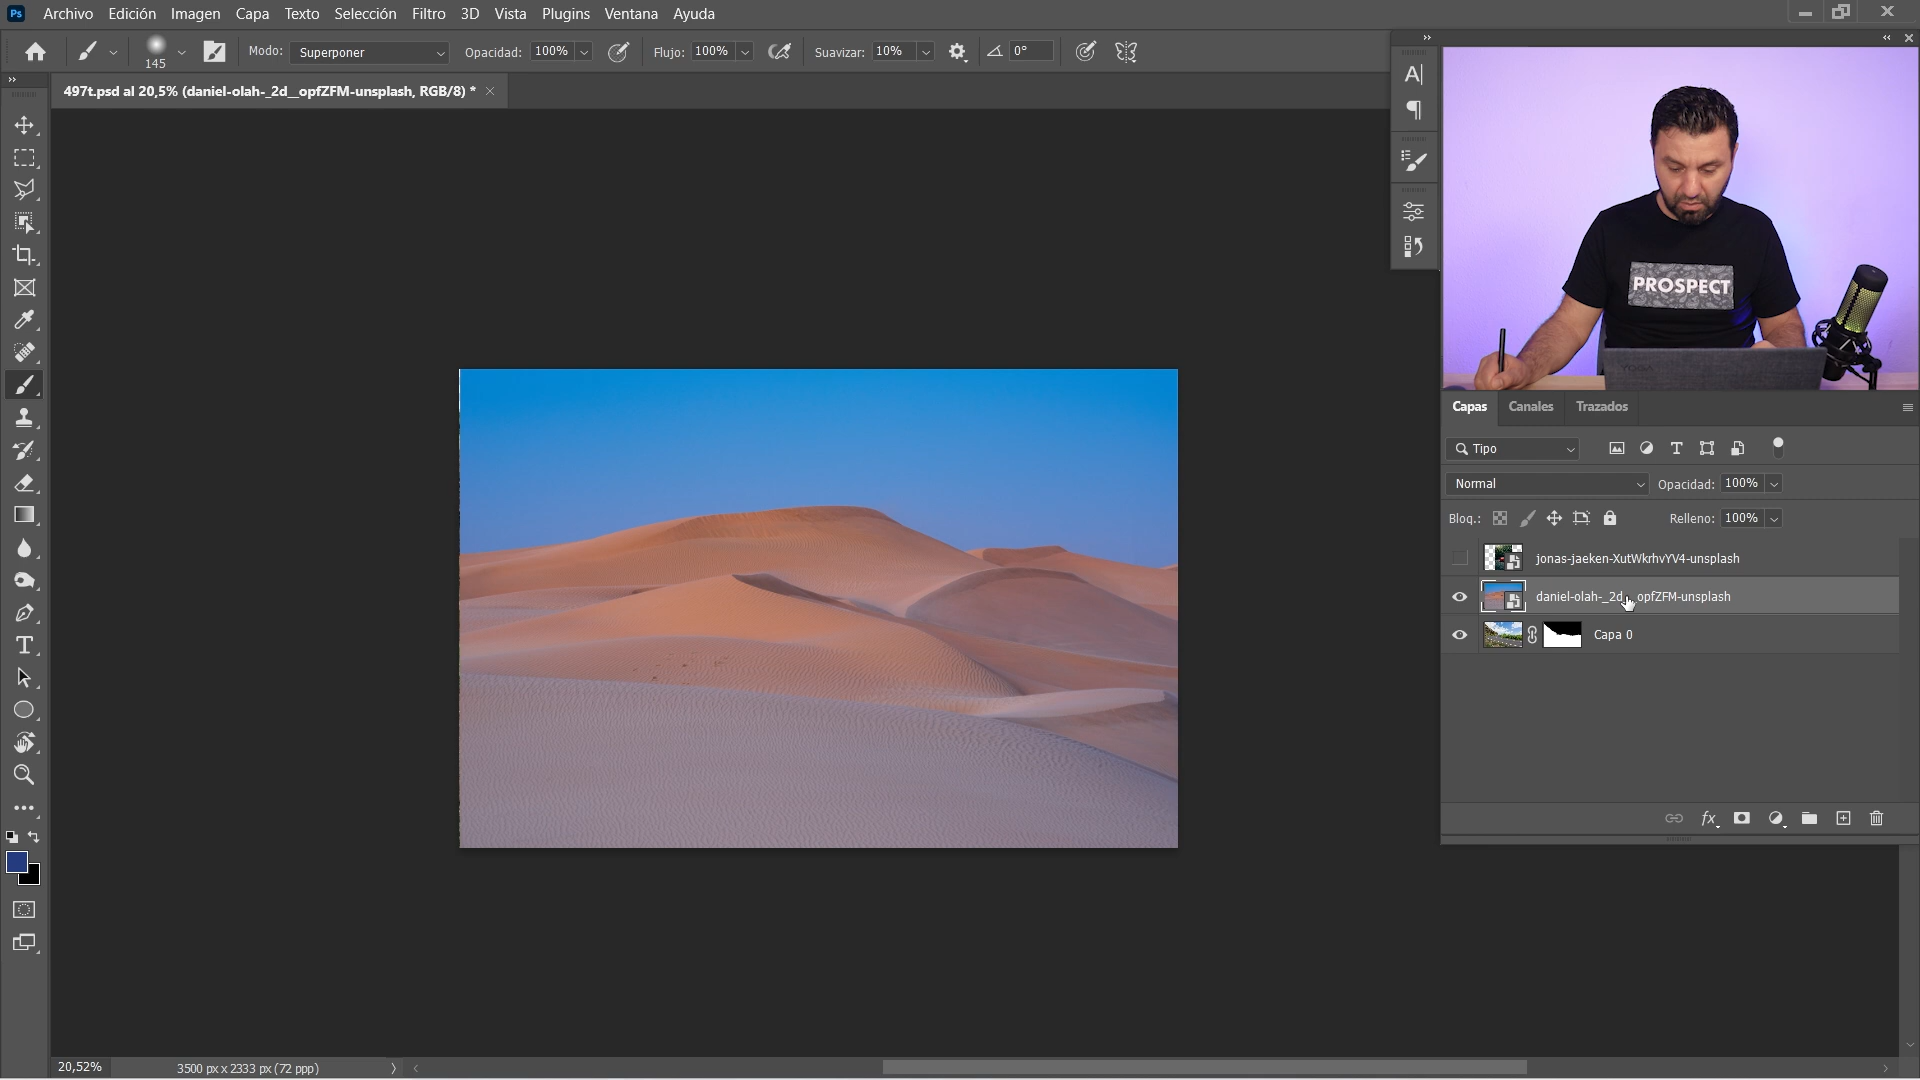 Ps Archivo Edición Imagen Capa Texto Selección Filtro 3D Vista Plugins Ventana Ayuda
145 Modo: Superponer Opacidad: 100% Flujo: 100% Suavizar: 10% 0°
497t.psd al 20,5% (daniel-olah-_2d__opfZFM-unsplash, RGB/8) *
PROSPECT
YOGA
Capas Canales Trazados
Tipo
Normal Opacidad: 100%
Bloq.: Relleno: 100%
jonas-jaeken-XutWkrhvYV4-unsplash
daniel-olah-_2d__opfZFM-unsplash
Capa 0
fx
20,52% 3500 px x 2333 px (72 ppp)